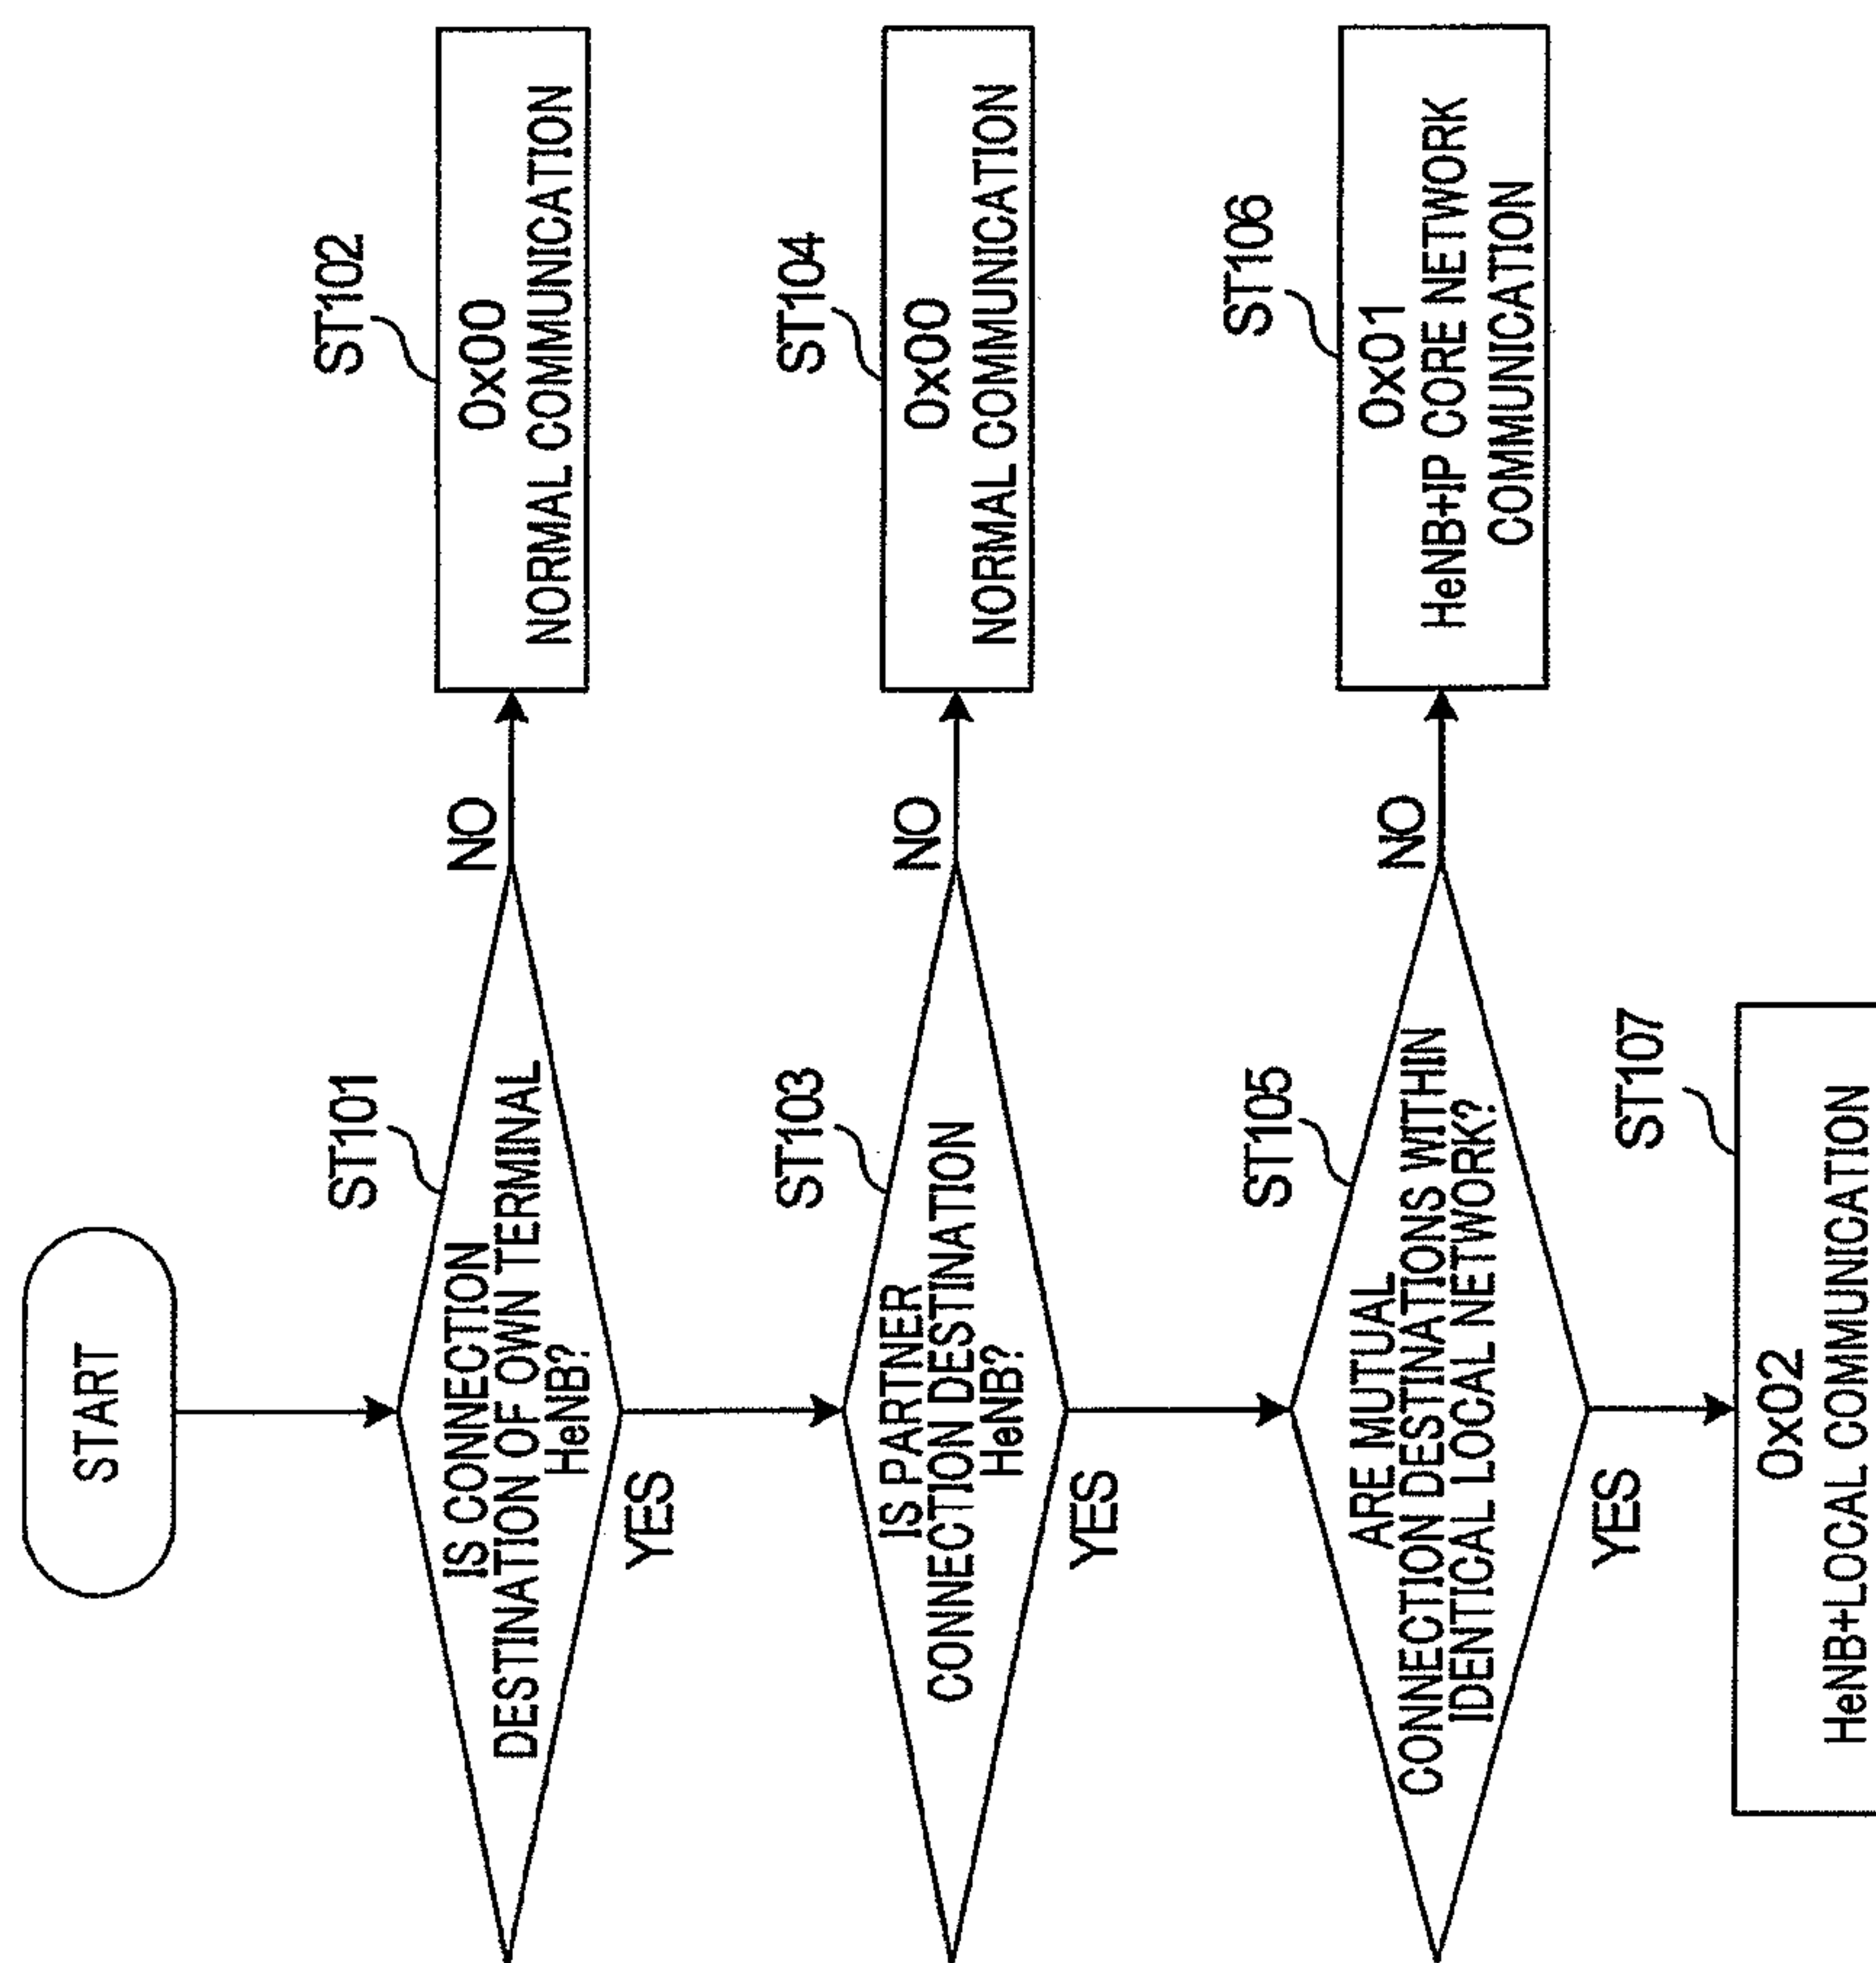 START
ST101
IS CONNECTION
DESTINATION OF OWN TERMINAL
HeNB?
NO
YES
ST102
0x00
NORMAL COMMUNICATION
ST103
IS PARTNER
CONNECTION DESTINATION
HeNB?
NO
YES
ST104
0x00
NORMAL COMMUNICATION
ST105
ARE MUTUAL
CONNECTION DESTINATIONS WITHIN
IDENTICAL LOCAL NETWORK?
NO
YES
ST106
0x01
HeNB+IP CORE NETWORK
COMMUNICATION
ST107
0x02
HeNB+LOCAL COMMUNICATION